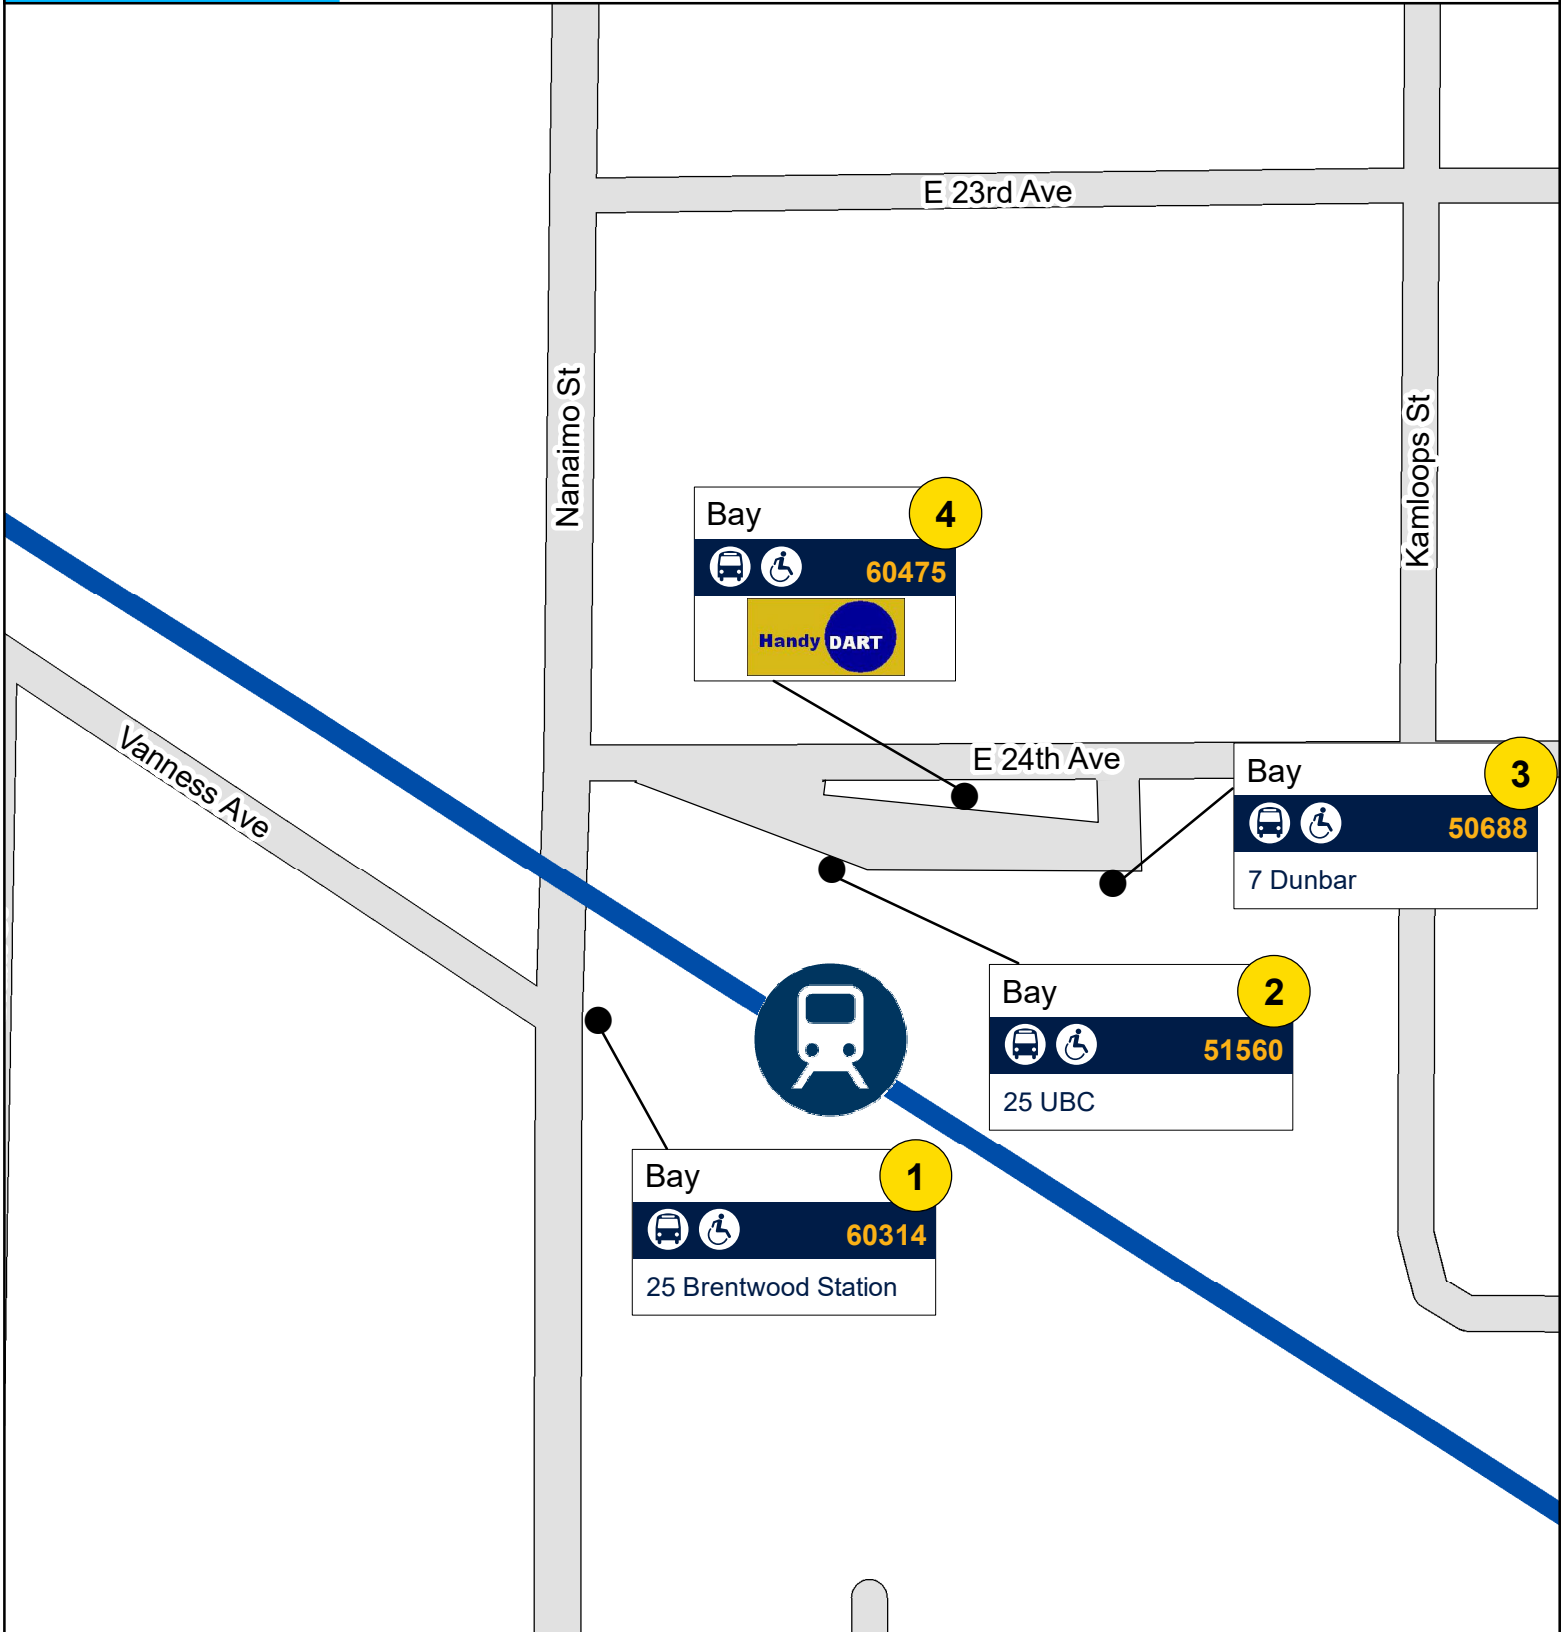 E 23rd Ave
Nanaimo St
Kamloops St
Bay 4
60475
Handy DART
Vanness Ave
E 24th Ave
Bay 3
50688
7 Dunbar
Bay 2
51560
25 UBC
Bay 1
60314
25 Brentwood Station